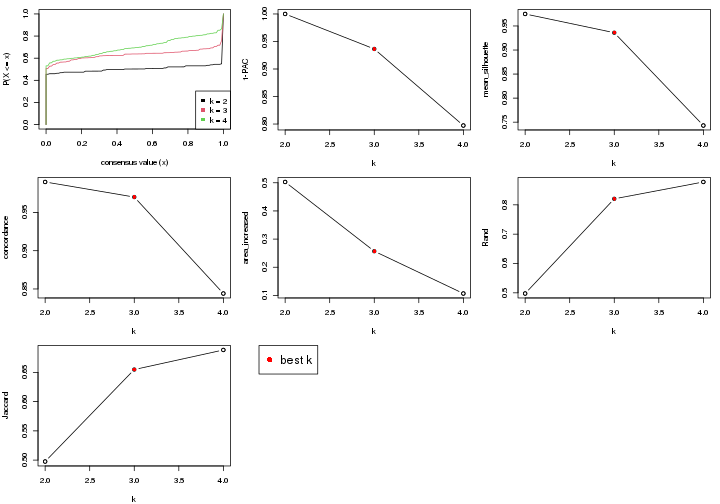 P(X <= x)
1.0
0.8
0.6
0.4
0.2
0.0
k = 2
k = 3
k = 4
0.0 0.2 0.4 0.6 0.8 1.0
consensus value (x)
1-PAC
1.00
0.95
0.90
0.85
0.80
2.0 2.5 3.0 3.5 4.0
k
mean_silhouette
0.95
0.90
0.85
0.80
0.75
2.0 2.5 3.0 3.5 4.0
k
concordance
0.95
0.90
0.85
2.0 2.5 3.0 3.5 4.0
k
area_increased
0.5
0.4
0.3
0.2
0.1
2.0 2.5 3.0 3.5 4.0
k
Rand
0.8
0.7
0.6
0.5
2.0 2.5 3.0 3.5 4.0
k
Jaccard
0.65
0.60
0.55
0.50
2.0 2.5 3.0 3.5 4.0
k
best k